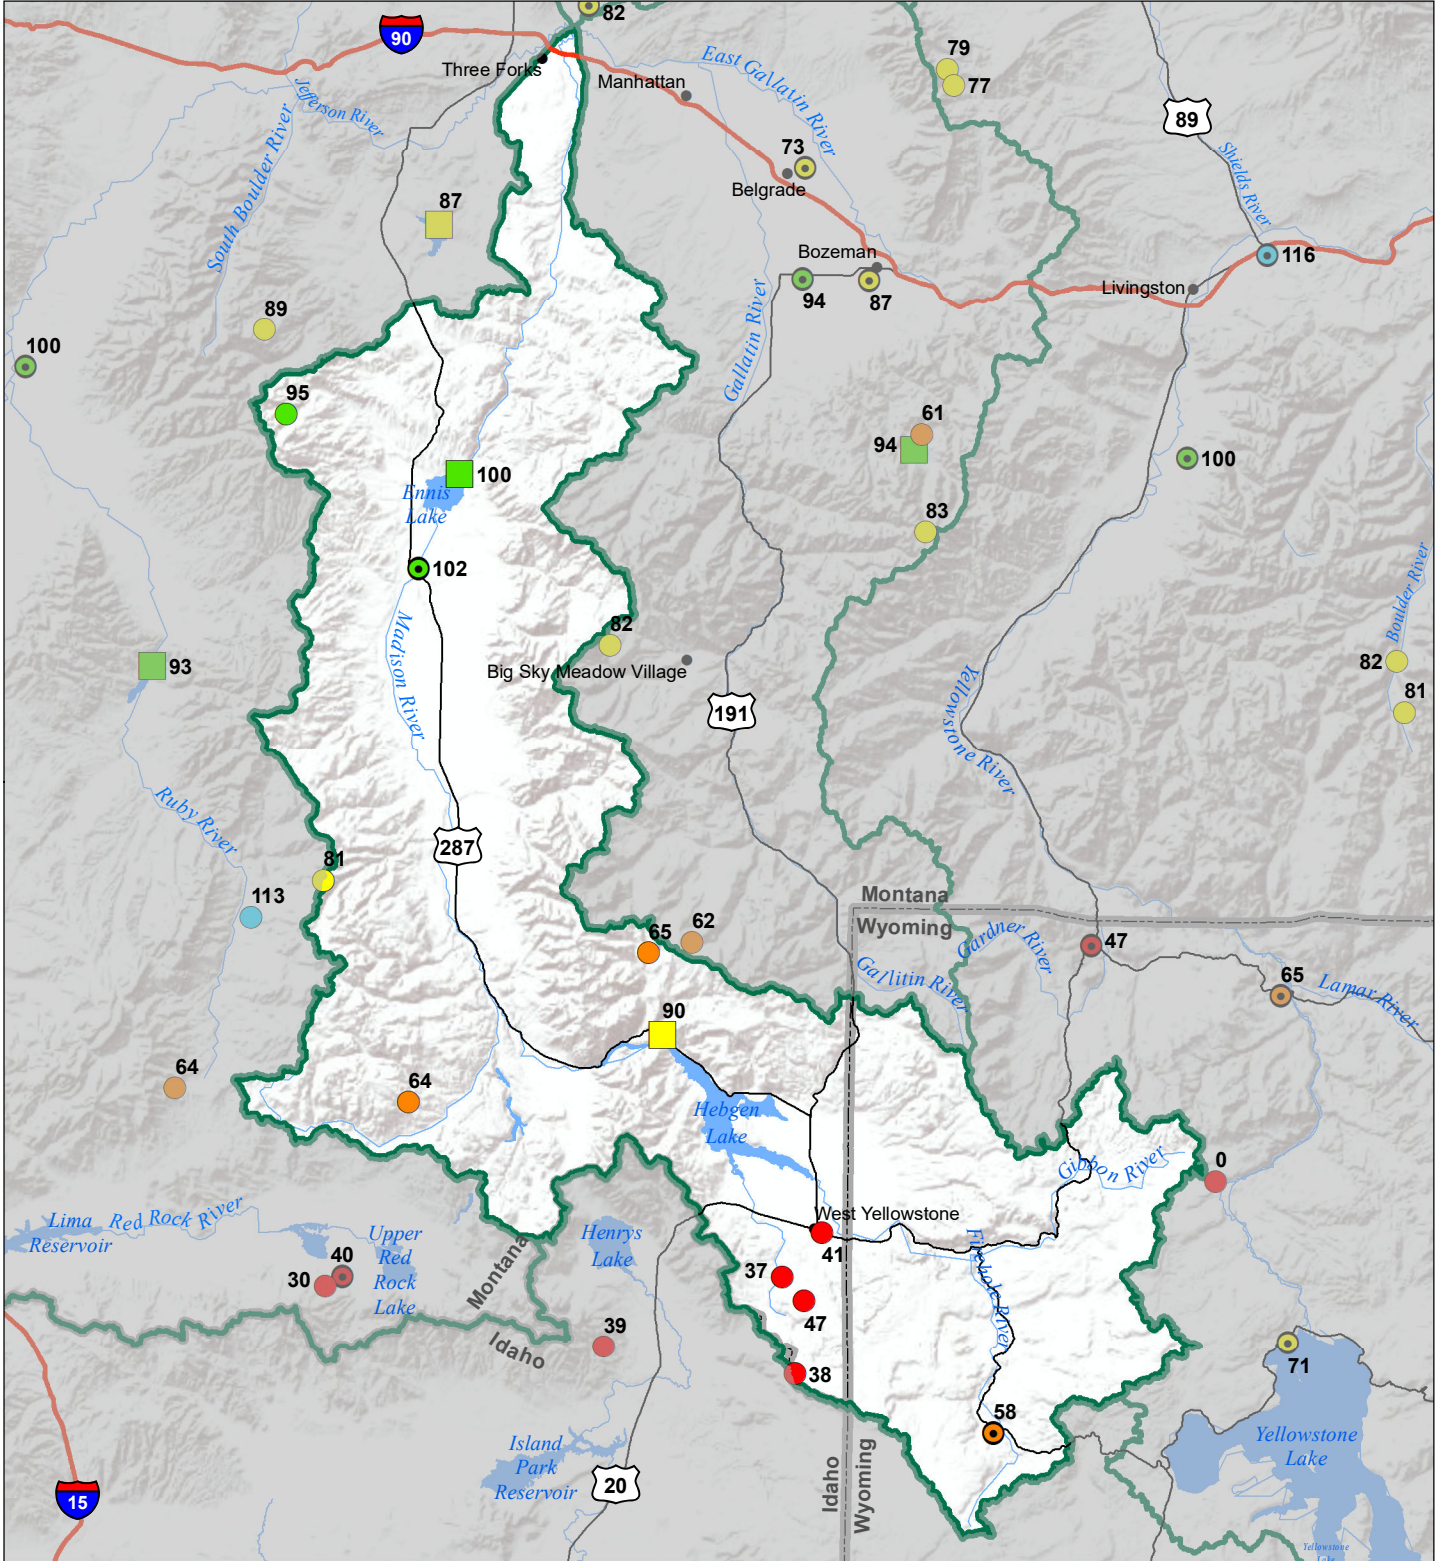 82
90
Three Forks
Manhattan
East Gallatin River
79
77
Jefferson River
89
South Boulder River
73
Belgrade
Shields River
87
Bozeman
116
94
87
Livingston
Gallatin River
89
100
95
61
94
100
100
Ennis
Lake
83
102
Madison River
82
Big Sky Meadow Village
Boulder River
82
93
81
191
Yellowstone River
Ruby River
287
81
113
Montana
Wyoming
65
62
Gardner River
47
Gallitin River
65
Lamar River
90
64
64
Hebgen
Lake
Gibbon River
0
Lima
Reservoir
Red Rock River
Upper
Red
Rock
Lake
Henrys
Lake
West Yellowstone
41
Firehole River
Montana
40
30
37
47
Idaho
39
38
71
58
Island
Park
Reservoir
Yellowstone
Lake
20
Idaho
Wyoming
15
Yellowstone
Lake